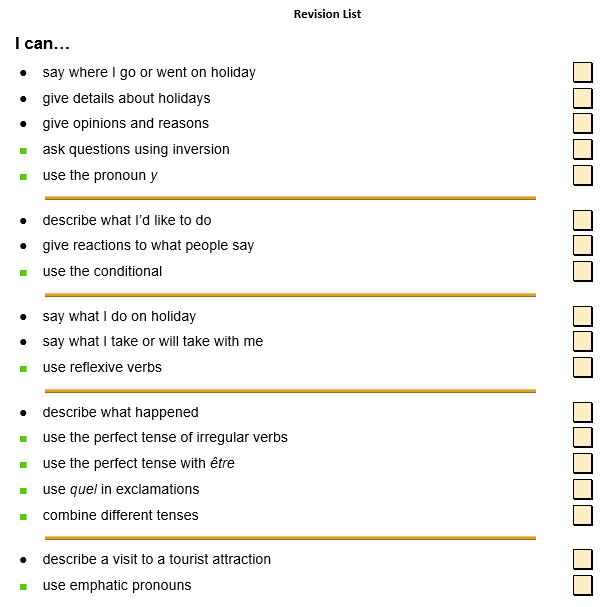 Revision List
I can…
● say where I go or went on holiday
● give details about holidays
● give opinions and reasons
■ ask questions using inversion
■ use the pronoun y
● describe what I’d like to do
● give reactions to what people say
■ use the conditional
● say what I do on holiday
● say what I take or will take with me
■ use reflexive verbs
● describe what happened
■ use the perfect tense of irregular verbs
■ use the perfect tense with être
■ use quel in exclamations
■ combine different tenses
● describe a visit to a tourist attraction
■ use emphatic pronouns